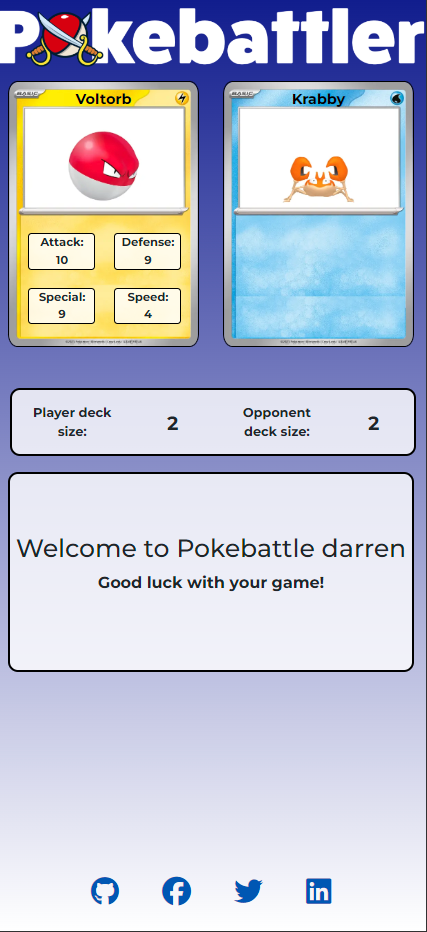 Pokebattler
BASIC Voltorb
Attack:
10
Defense:
9
Special:
9
Speed:
4
BASIC Krabby
Player deck
size:
2
Opponent
deck size:
2
Welcome to Pokebattle darren
Good luck with your game!